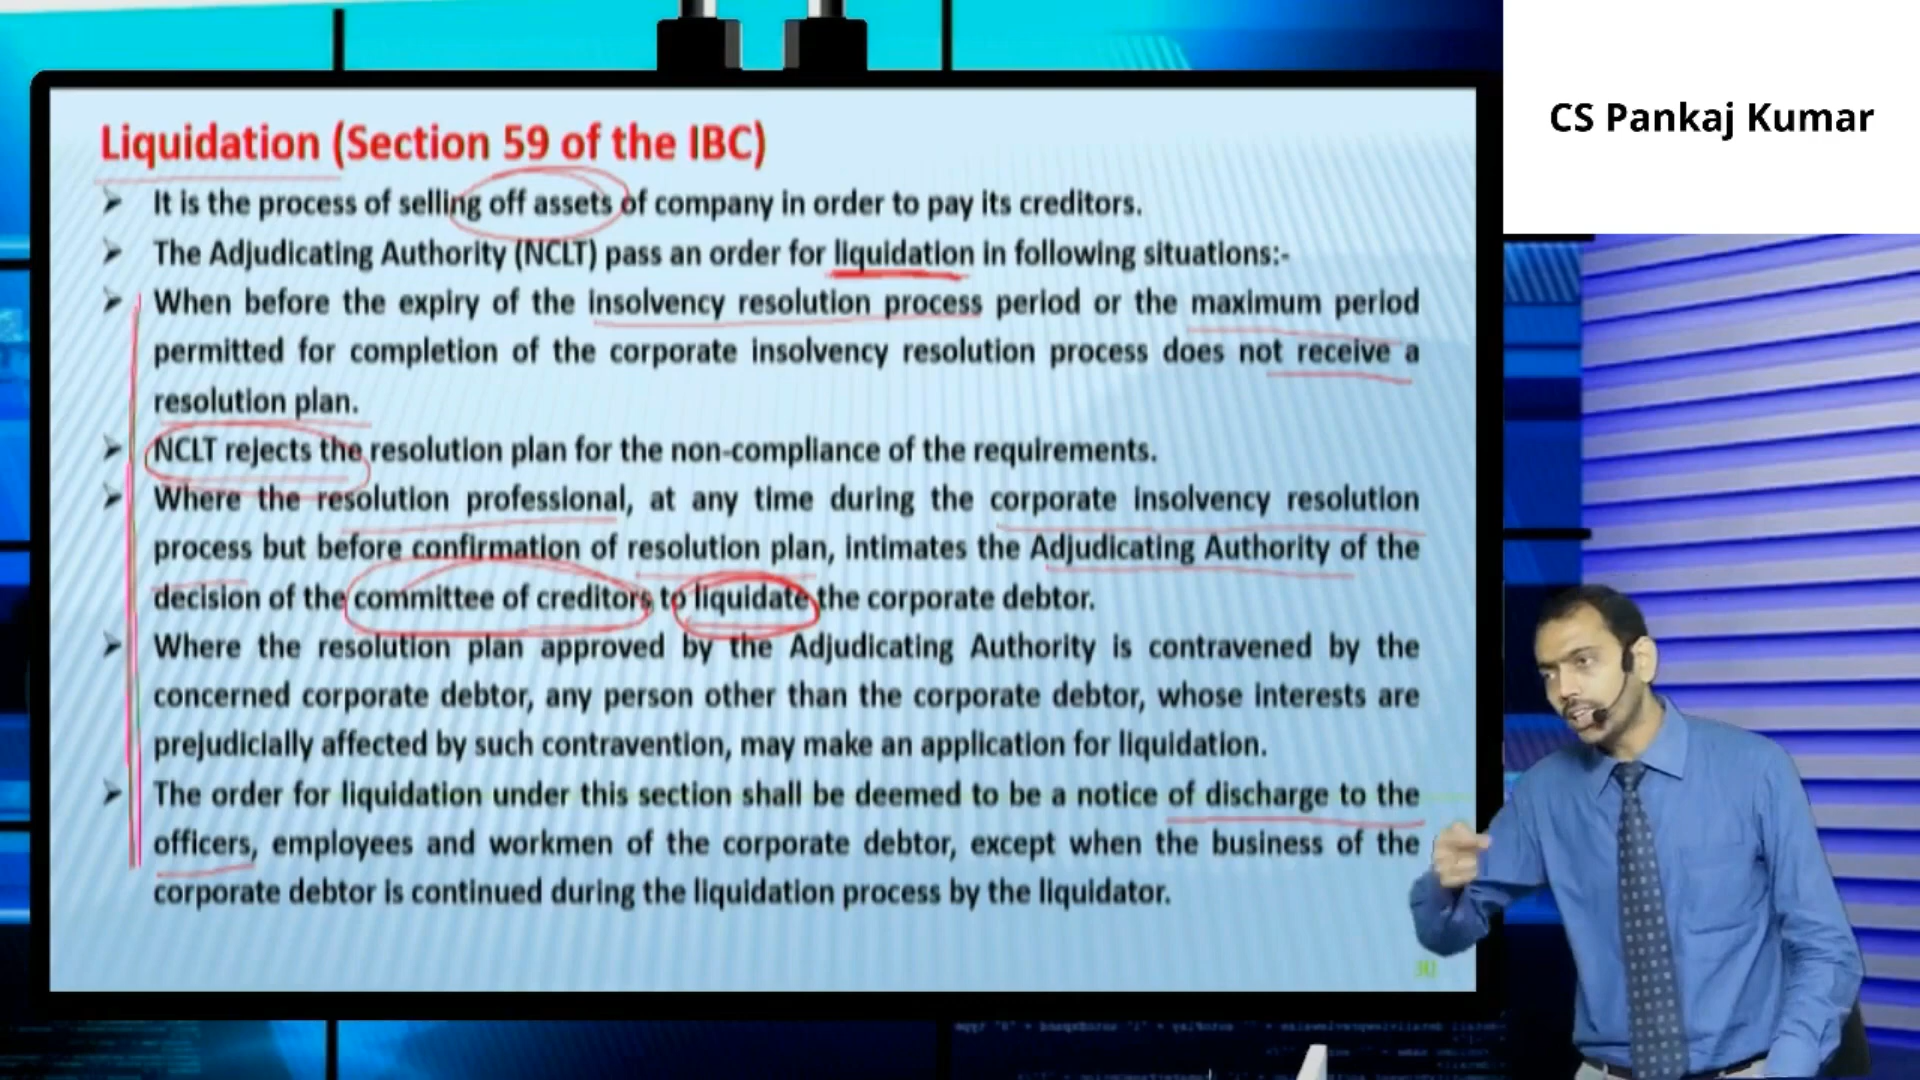 CS Pankaj Kumar
Liquidation (Section 59 of the IBC)
➤ It is the process of selling off assets of company in order to pay its creditors.
➤ The Adjudicating Authority (NCLT) pass an order for liquidation in following situations:-
➤ When before the expiry of the insolvency resolution process period or the maximum period
permitted for completion of the corporate insolvency resolution process does not receive a
resolution plan.
➤ NCLT rejects the resolution plan for the non-compliance of the requirements.
➤ Where the resolution professional, at any time during the corporate insolvency resolution
process but before confirmation of resolution plan, intimates the Adjudicating Authority of the
decision of the committee of creditors to liquidate the corporate debtor.
➤ Where the resolution plan approved by the Adjudicating Authority is contravened by the
concerned corporate debtor, any person other than the corporate debtor, whose interests are
prejudicially affected by such contravention, may make an application for liquidation.
➤ The order for liquidation under this section shall be deemed to be a notice of discharge to the
officers, employees and workmen of the corporate debtor, except when the business of the
corporate debtor is continued during the liquidation process by the liquidator.